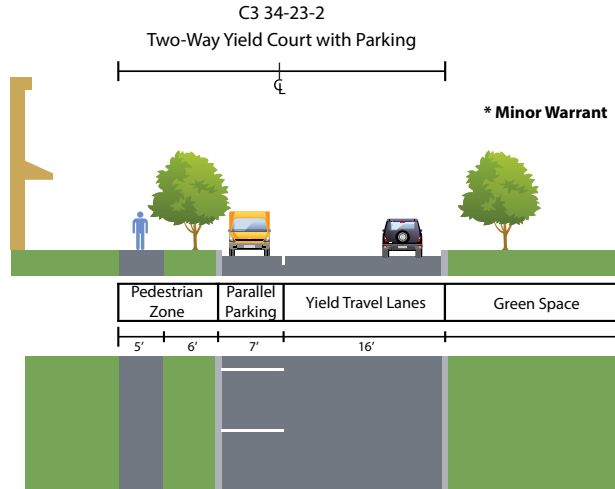 C3 34-23-2
Two-Way Yield Court with Parking
℄
* Minor Warrant
Pedestrian
Zone
Parallel
Parking
Yield Travel Lanes
Green Space
5’
6’
7’
16’